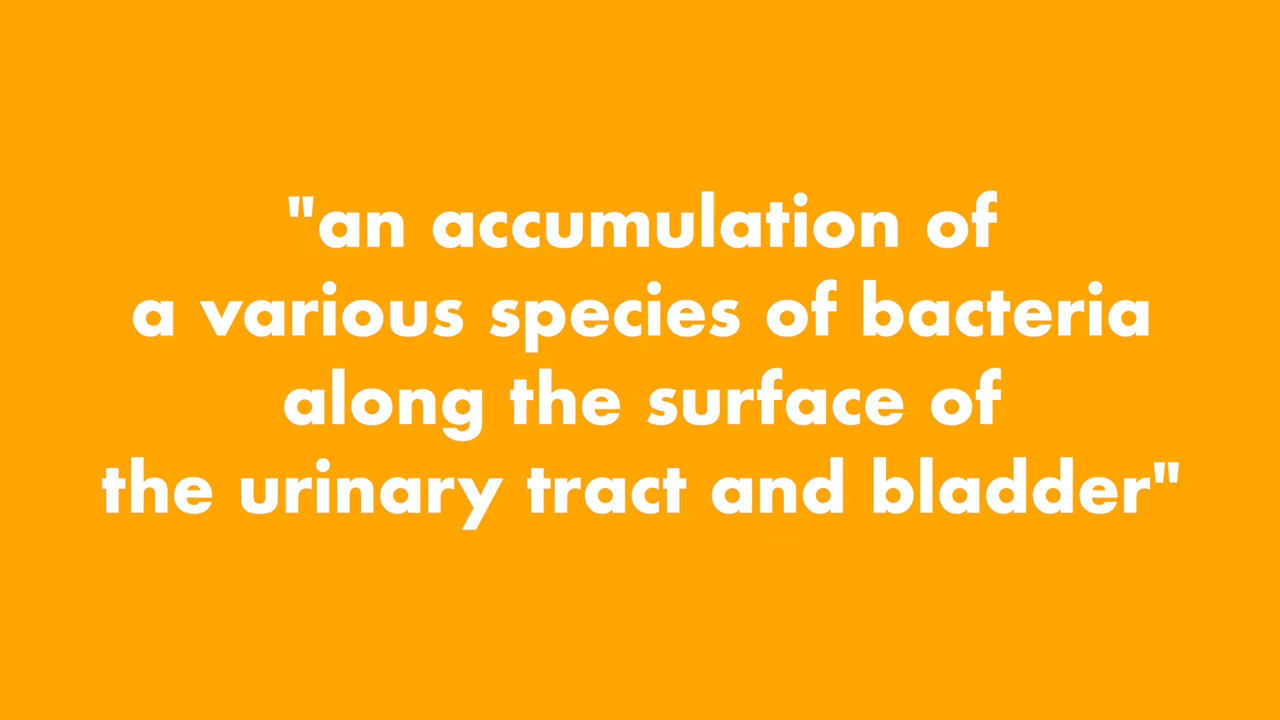 "an accumulation of
a various species of bacteria
along the surface of
the urinary tract and bladder"